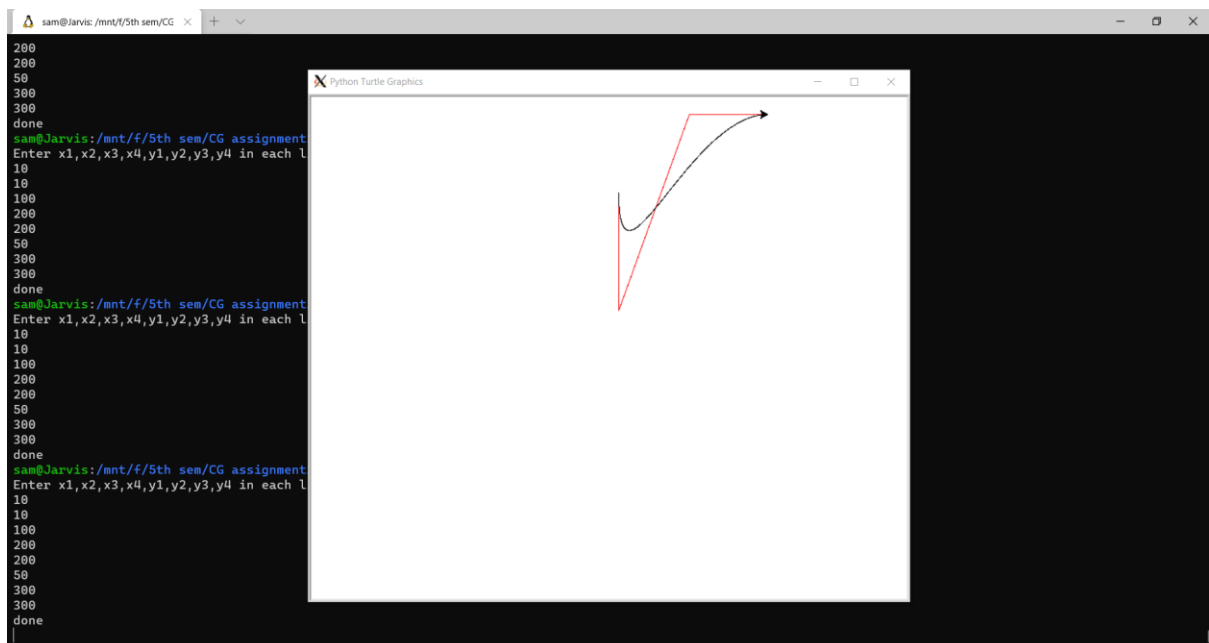 sam@Jarvis: /mnt/f/5th sem/CG
200
200
50
300
300
done
Python Turtle Graphics
sam@Jarvis:/mnt/f/5th sem/CG assignment
Enter x1,x2,x3,x4,y1,y2,y3,y4 in each l
10
10
100
200
200
50
300
300
done
sam@Jarvis:/mnt/f/5th sem/CG assignment
Enter x1,x2,x3,x4,y1,y2,y3,y4 in each l
10
10
100
200
200
50
300
300
done
sam@Jarvis:/mnt/f/5th sem/CG assignment
Enter x1,x2,x3,x4,y1,y2,y3,y4 in each l
10
10
100
200
200
50
300
300
done